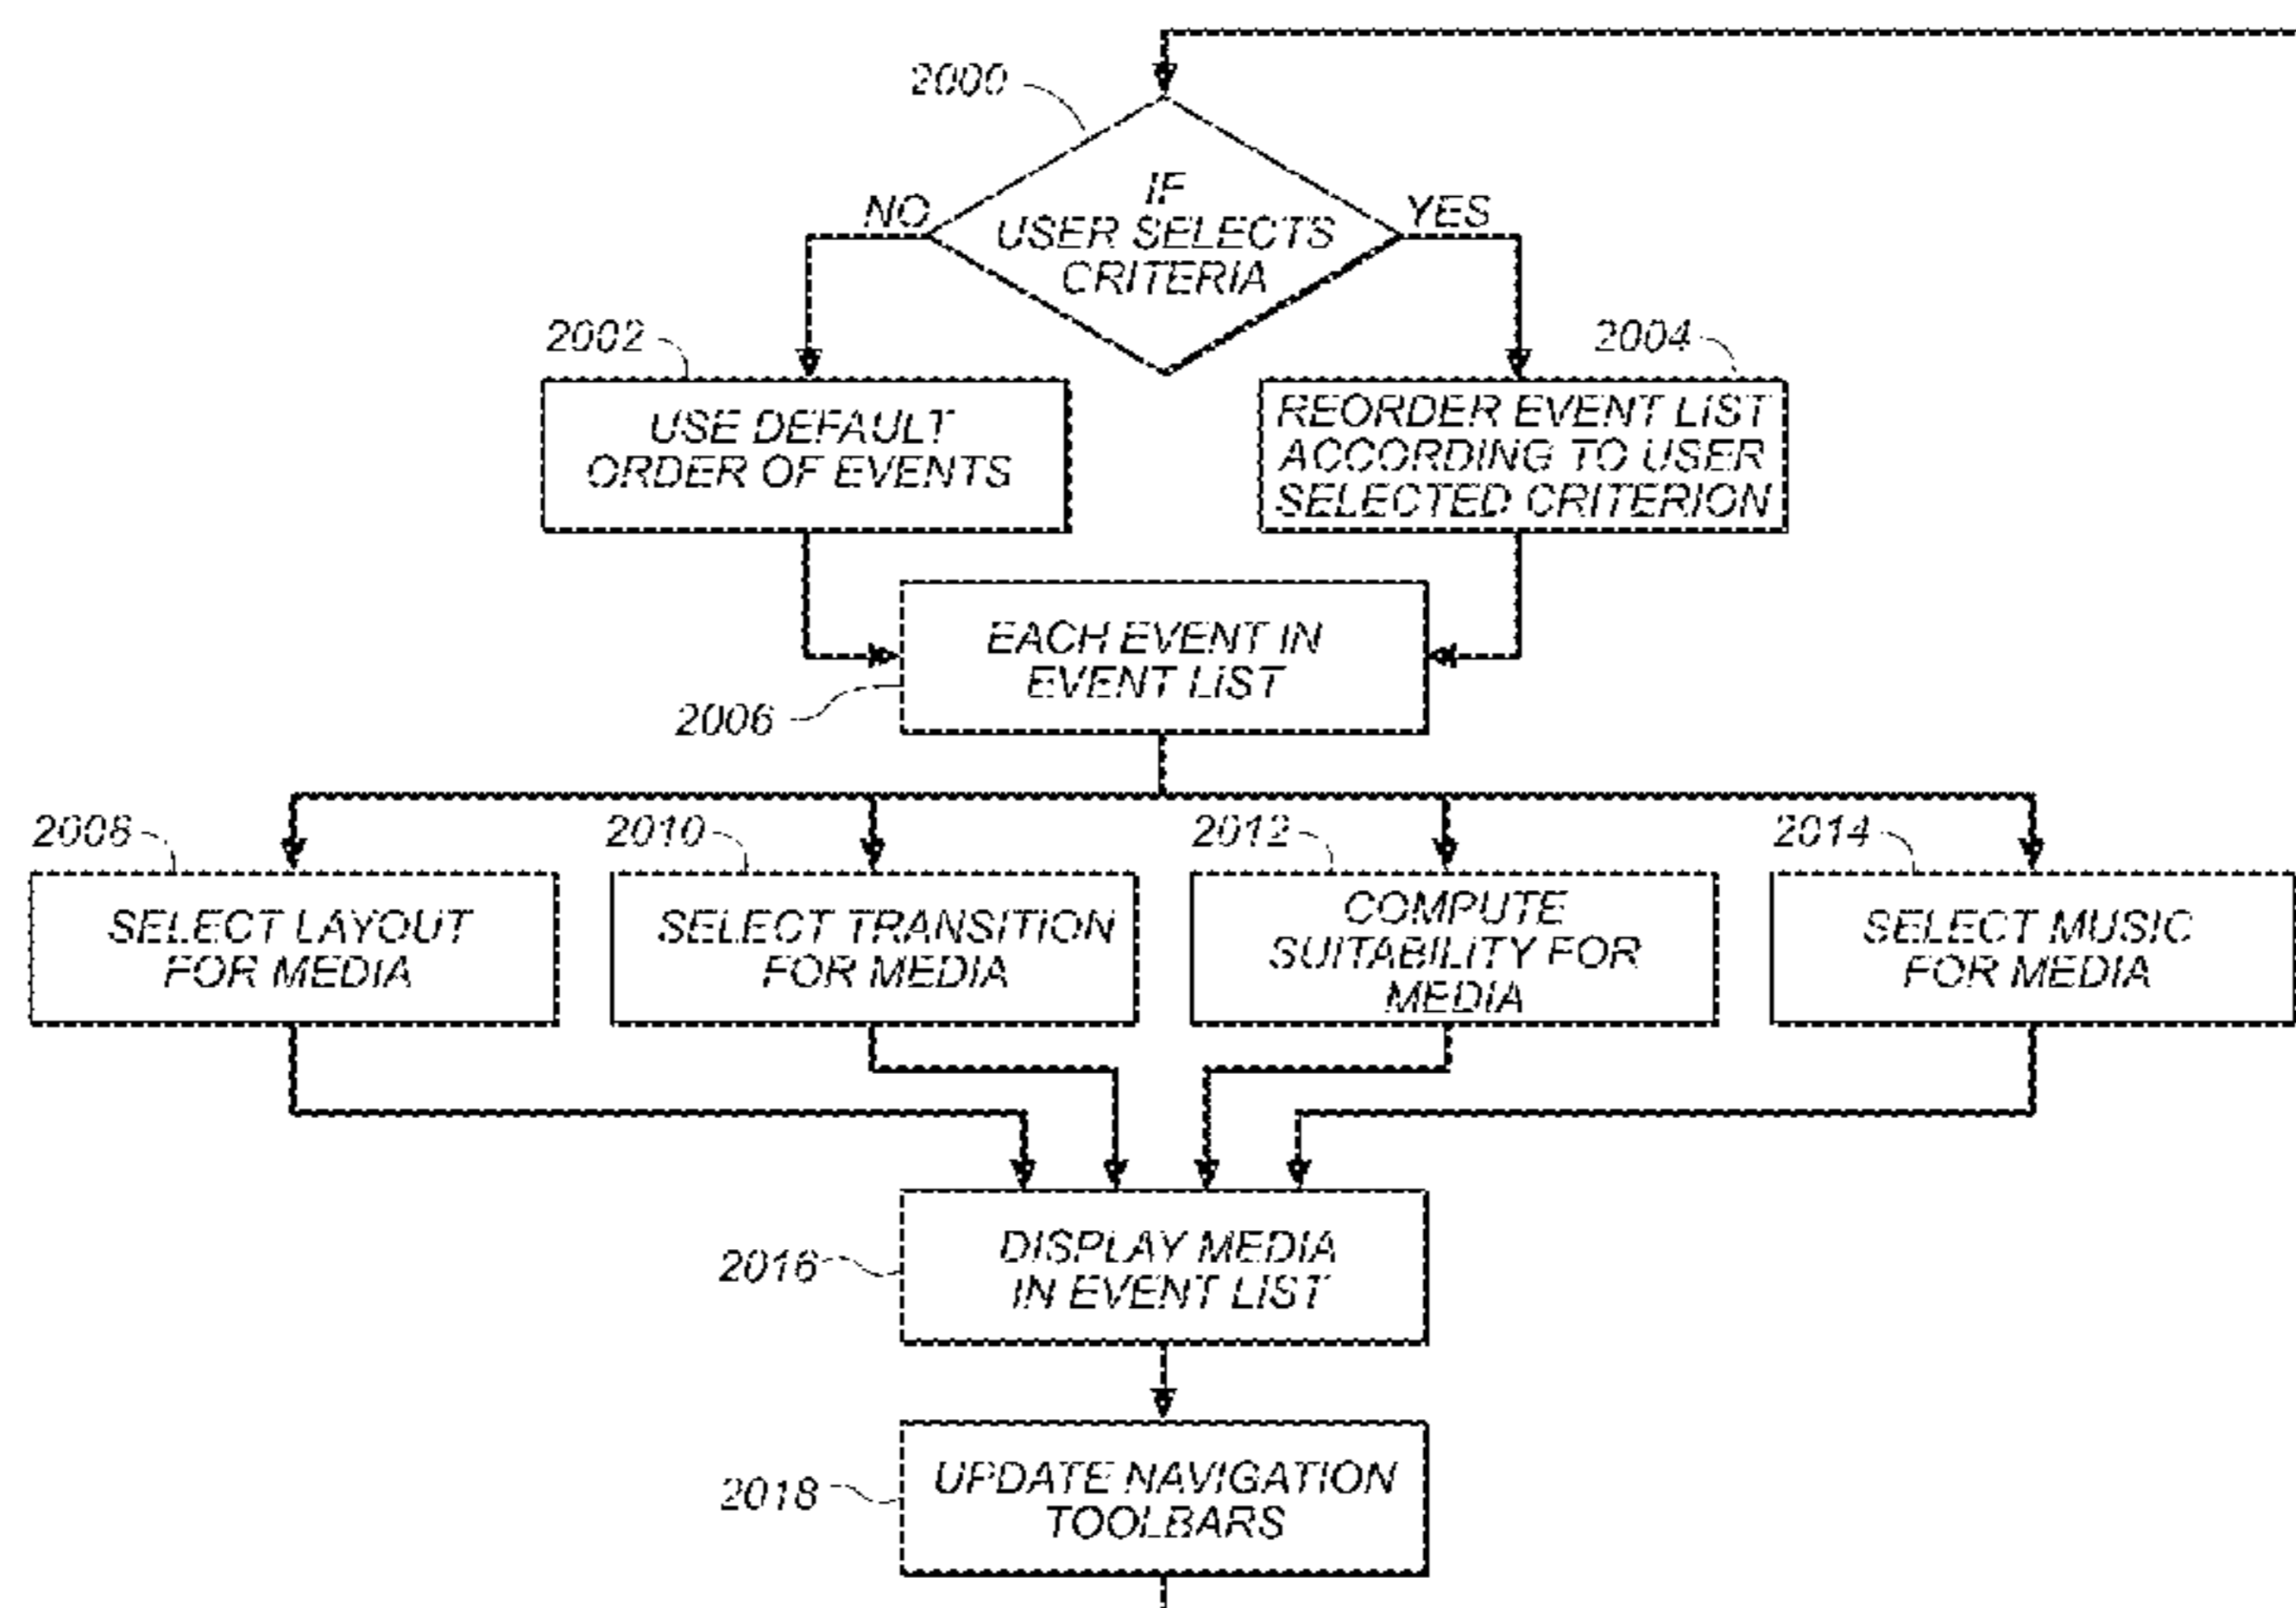 2000
IF
USER SELECTS
CRITERIA
NO
YES
2002
USE DEFAULT
ORDER OF EVENTS
2004
REORDER EVENT LIST
ACCORDING TO USER
SELECTED CRITERION
EACH EVENT IN
EVENT LIST
2006
2008
SELECT LAYOUT
FOR MEDIA
2010
SELECT TRANSITION
FOR MEDIA
2012
COMPUTE
SUITABILITY FOR
MEDIA
2014
SELECT MUSIC
FOR MEDIA
2016
DISPLAY MEDIA
IN EVENT LIST
2018
UPDATE NAVIGATION
TOOLBARS